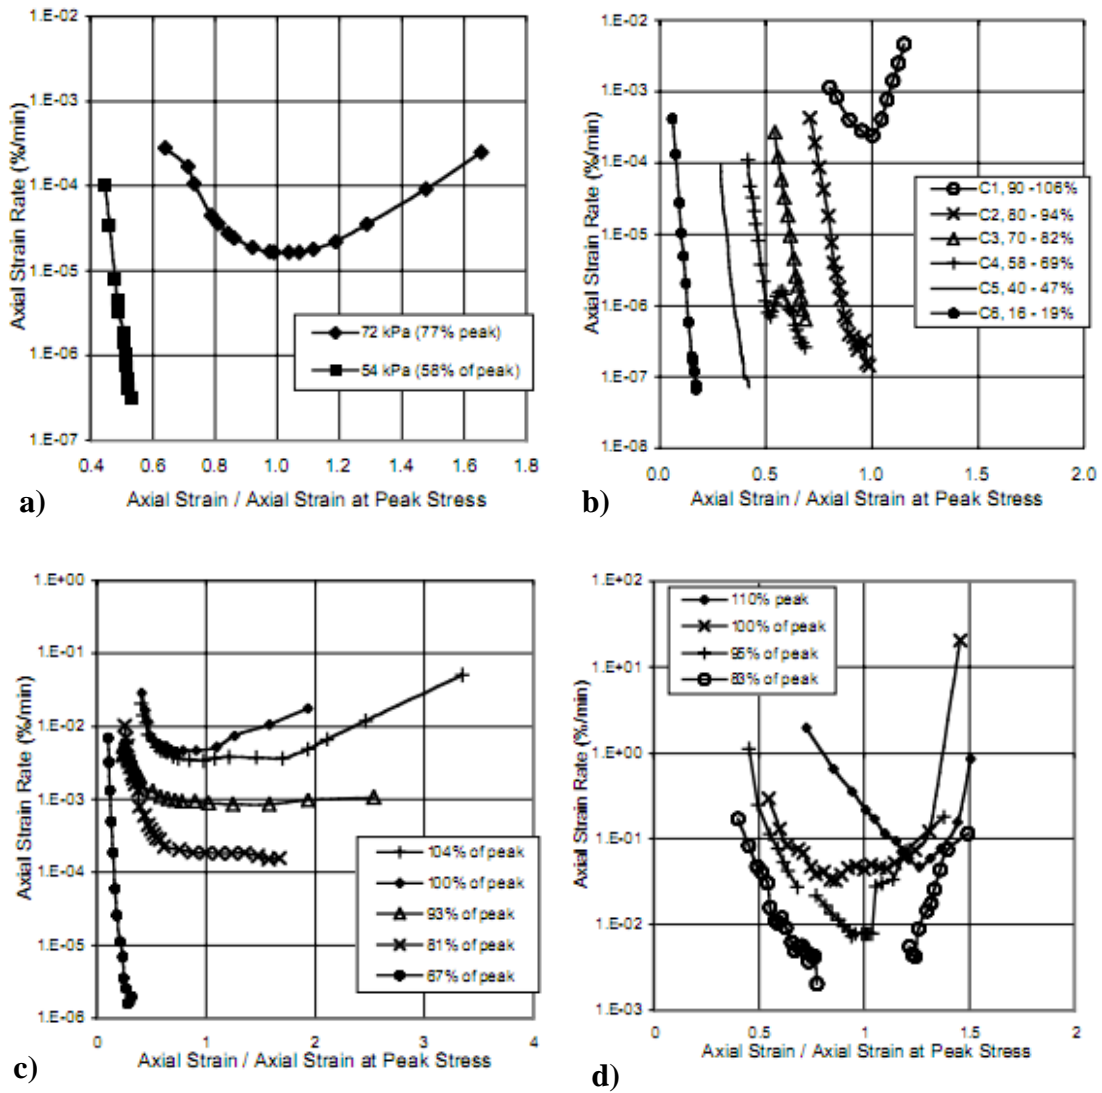 1.E-02
1.E-03
1.E-04
1.E-05
1.E-06
1.E-07
Axial Strain Rate (%/min)
72 kPa (77% peak)
54 kPa (58% of peak)
0.4 0.6 0.8 1.0 1.2 1.4 1.6 1.8
Axial Strain / Axial Strain at Peak Stress
a)
1.E-02
1.E-03
1.E-04
1.E-05
1.E-06
1.E-07
1.E-08
Axial Strain Rate (%/min)
C1, 90 -106%
C2, 80 - 94%
C3, 70 - 82%
C4, 58 - 69%
C5, 40 - 47%
C6, 16 - 19%
0.0 0.5 1.0 1.5 2.0
Axial Strain / Axial Strain at Peak Stress
b)
1.E+00
1.E-01
1.E-02
1.E-03
1.E-04
1.E-05
1.E-06
Axial Strain Rate (%/min)
104% of peak
100% of peak
93% of peak
81% of peak
67% of peak
0 1 2 3 4
Axial Strain / Axial Strain at Peak Stress
c)
1.E+02
1.E+01
1.E+00
1.E-01
1.E-02
1.E-03
Axial Strain Rate (%/min)
110% peak
100% of peak
95% of peak
83% of peak
0 0.5 1 1.5 2
Axial Strain / Axial Strain at Peak Stress
d)